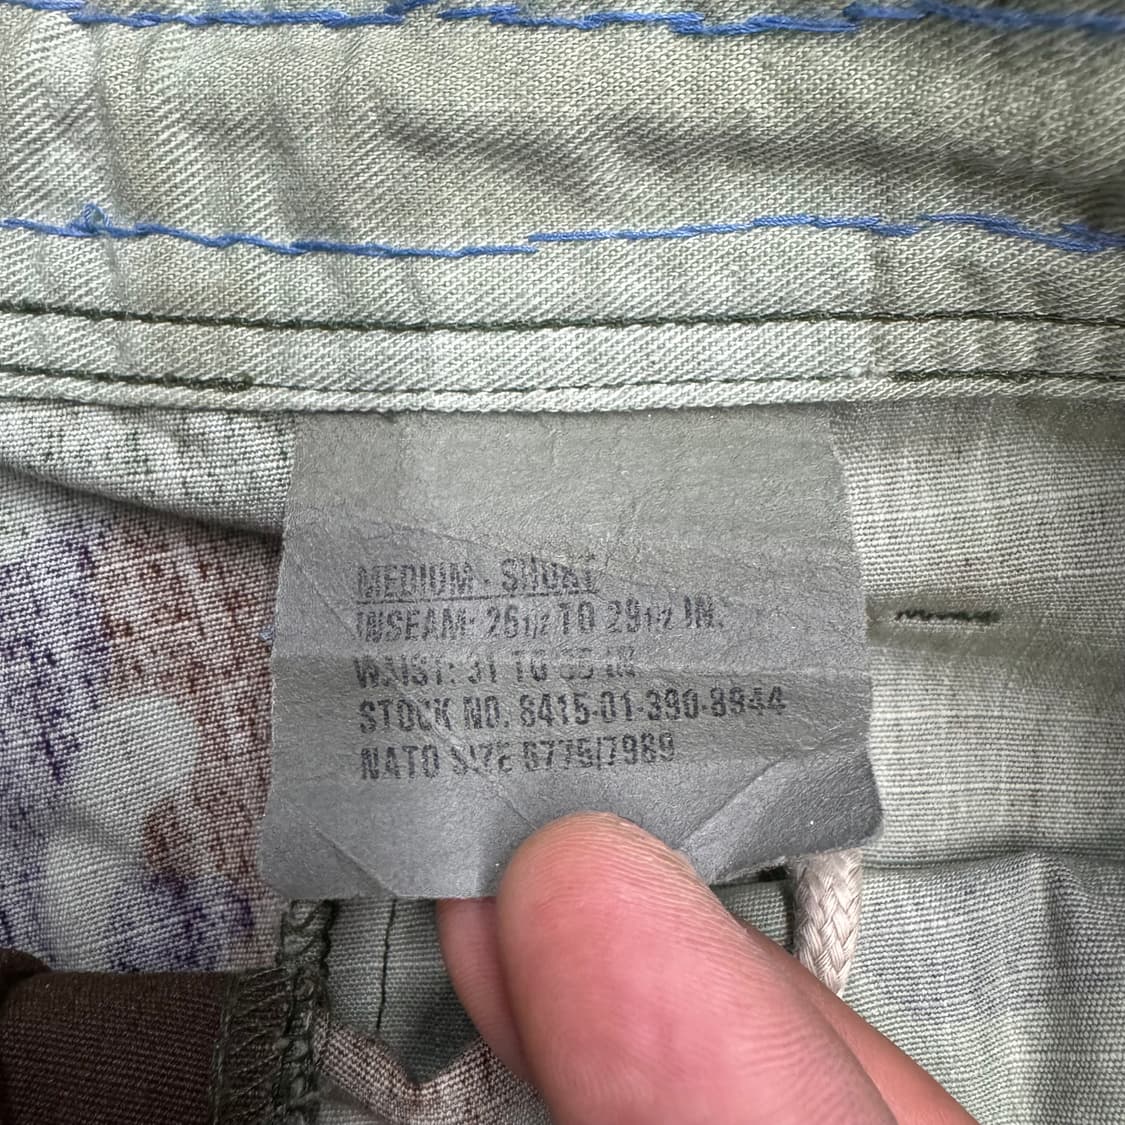 MEDIUM - SHORT
INSEAM: 26 1/2 TO 29 1/2 IN.
WAIST: 31 TO 35 IN
STOCK NO. 8415-01-390-8944
NATO SIZE 6775/7989